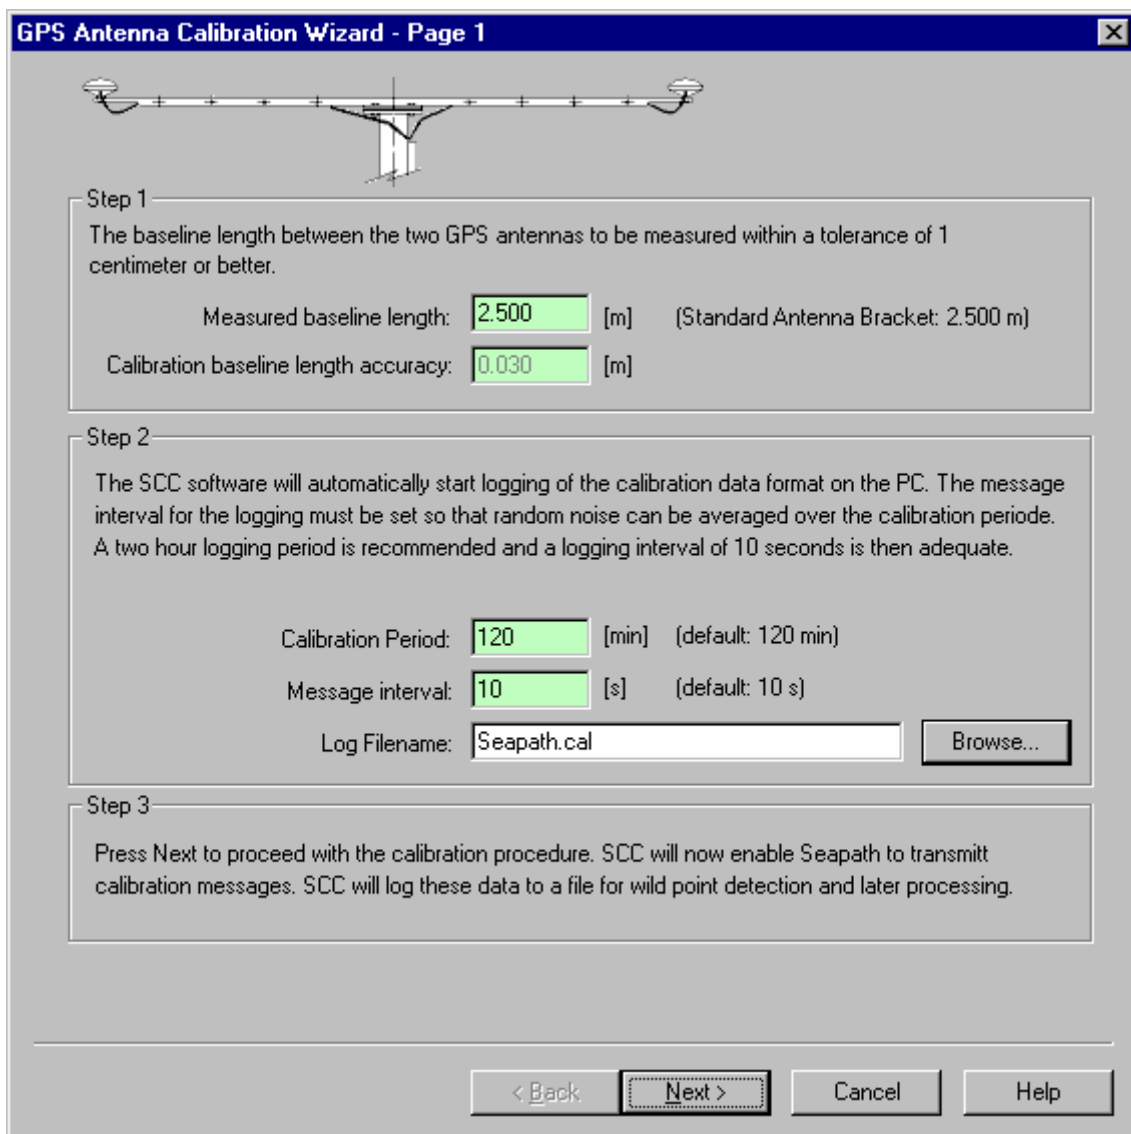 GPS Antenna Calibration Wizard - Page 1
Step 1
The baseline length between the two GPS antennas to be measured within a tolerance of 1
centimeter or better.
Measured baseline length: 2.500 [m] (Standard Antenna Bracket: 2.500 m)
Calibration baseline length accuracy: 0.030 [m]
Step 2
The SCC software will automatically start logging of the calibration data format on the PC. The message
interval for the logging must be set so that random noise can be averaged over the calibration periode.
A two hour logging period is recommended and a logging interval of 10 seconds is then adequate.
Calibration Period: 120 [min] (default: 120 min)
Message interval: 10 [s] (default: 10 s)
Log Filename: Seapath.cal Browse...
Step 3
Press Next to proceed with the calibration procedure. SCC will now enable Seapath to transmitt
calibration messages. SCC will log these data to a file for wild point detection and later processing.
< Back Next > Cancel Help